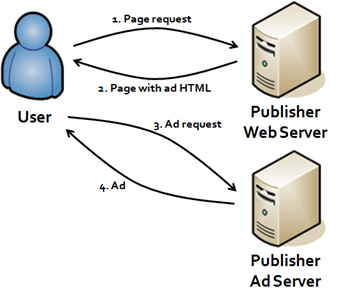 1. Page request
2. Page with ad HTML
User
Publisher
Web Server
3. Ad request
4. Ad
Publisher
Ad Server